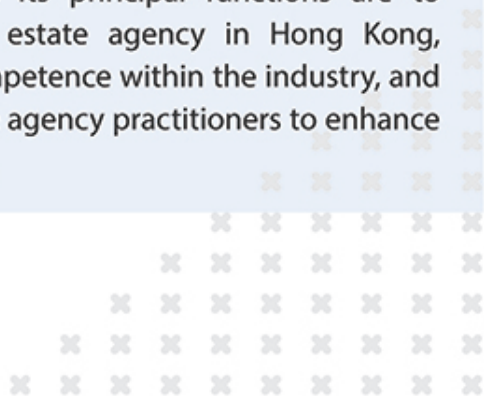 its principal functions are to
estate agency in Hong Kong,
petence within the industry, and
agency practitioners to enhance